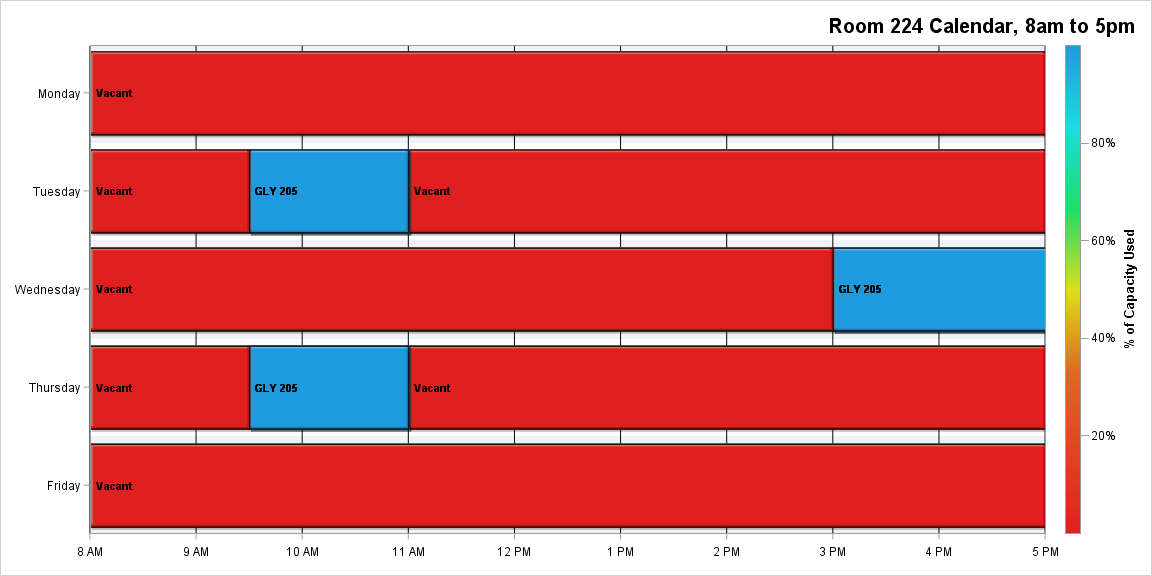 Room 224 Calendar, 8am to 5pm
Monday
Vacant
Tuesday
Vacant
GLY 205
Vacant
Wednesday
Vacant
GLY 205
Thursday
Vacant
GLY 205
Vacant
Friday
Vacant
8 AM
9 AM
10 AM
11 AM
12 PM
1 PM
2 PM
3 PM
4 PM
5 PM
80%
60%
40%
20%
% of Capacity Used